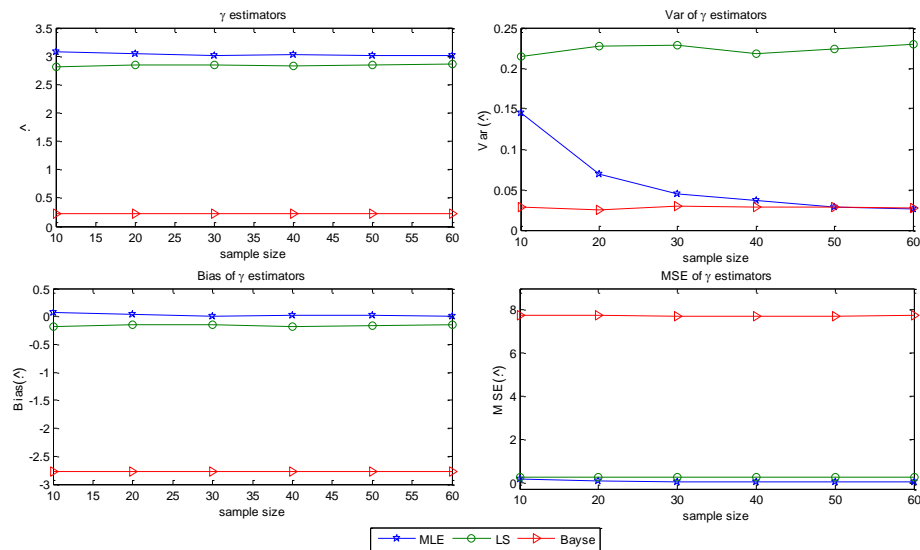 γ estimators
3.5
3
2.5
2
1.5
1
0.5
0
^
10 15 20 25 30 35 40 45 50 55 60
sample size
Var of γ estimators
0.25
0.2
0.15
0.1
0.05
0
Var(^)
10 20 30 40 50 60
sample size
Bias of γ estimators
0.5
0
-0.5
-1
-1.5
-2
-2.5
-3
Bias(^)
10 15 20 25 30 35 40 45 50 55 60
sample size
MSE of γ estimators
8
6
4
2
0
MSE(^)
10 20 30 40 50 60
sample size
MLE LS Bayse